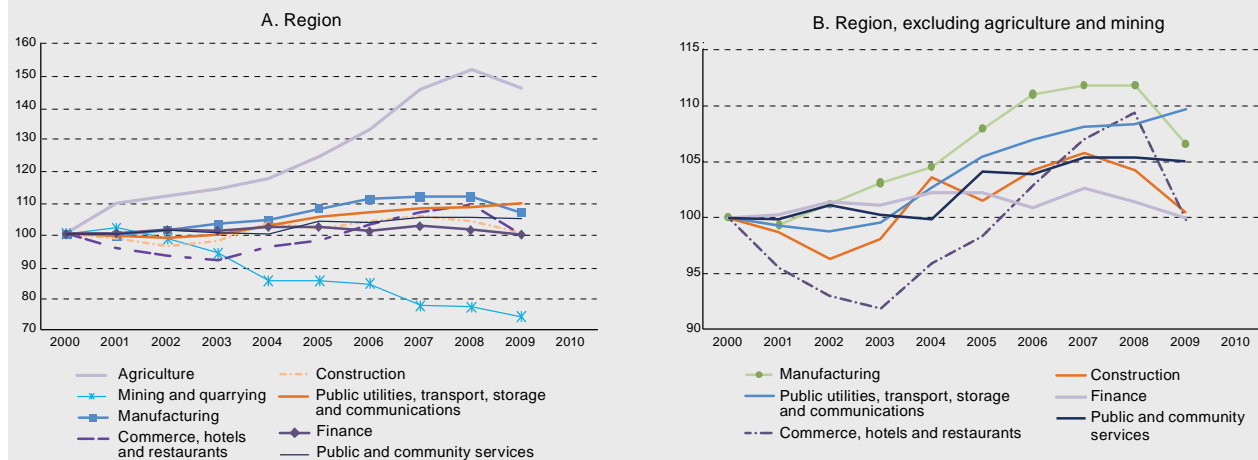 A. Region
160
150
140
130
120
110
100
90
80
70
2000 2001 2002 2003 2004 2005 2006 2007 2008 2009 2010
Agriculture
Mining and quarrying
Manufacturing
Commerce, hotels
and restaurants
Construction
Public utilities, transport, storage
and communications
Finance
Public and community services
B. Region, excluding agriculture and mining
115
110
105
100
95
90
2000 2001 2002 2003 2004 2005 2006 2007 2008 2009 2010
Manufacturing
Public utilities, transport, storage
and communications
Commerce, hotels and restaurants
Construction
Finance
Public and community
services